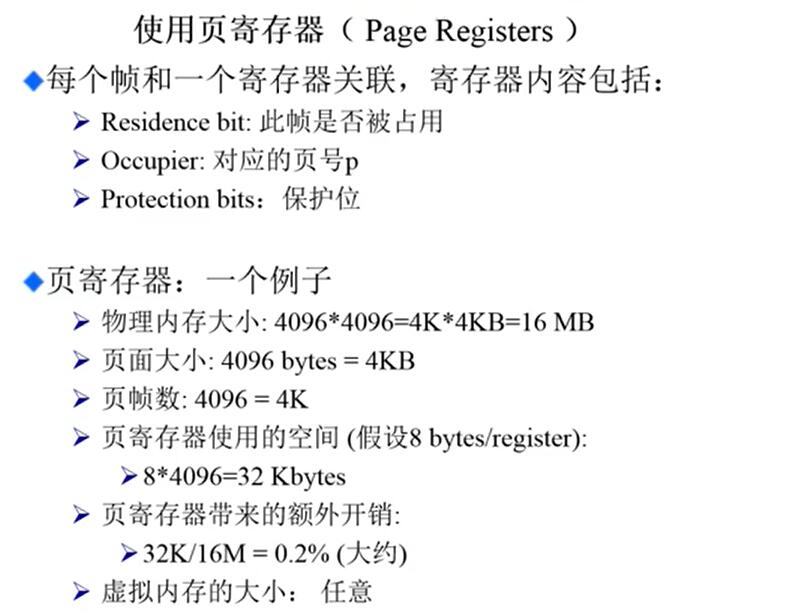 使用页寄存器（ Page Registers ）
每个帧和一个寄存器关联，寄存器内容包括：
Residence bit: 此帧是否被占用
Occupier: 对应的页号p
Protection bits：保护位
页寄存器：一个例子
物理内存大小: 4096*4096=4K*4KB=16 MB
页面大小: 4096 bytes = 4KB
页帧数: 4096 = 4K
页寄存器使用的空间 (假设8 bytes/register):
8*4096=32 Kbytes
页寄存器带来的额外开销:
32K/16M = 0.2% (大约)
虚拟内存的大小： 任意